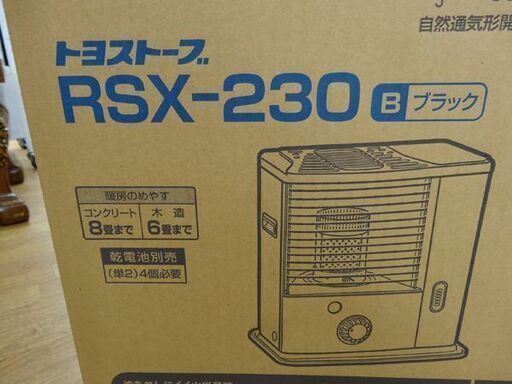 自然通気形開
トヨストーブ
RSX-230 B ブラック
暖房のめやす
コンクリート 木造
8畳まで 6畳まで
乾電池別売
(単2)4個必要